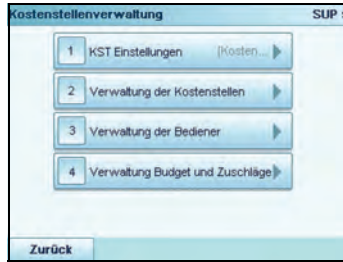 Kostenstellenverwaltung SUP
1 KST Einstellungen [Kosten...
2 Verwaltung der Kostenstellen
3 Verwaltung der Bediener
4 Verwaltung Budget und Zuschläge
Zurück